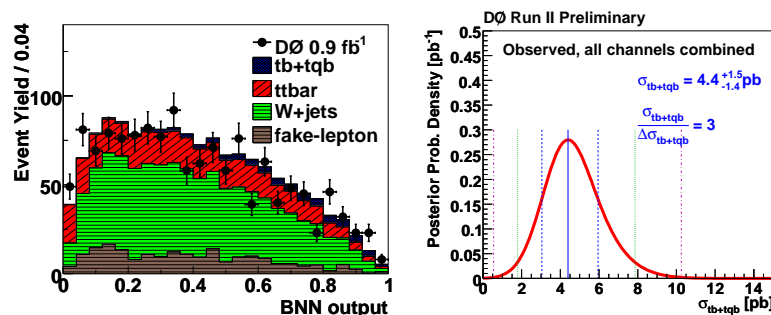 Event Yield / 0.04
100
50
1
0 0.2 0.4 0.6 0.8 1
BNN output
DØ 0.9 fb⁻¹
tb+tqb
ttbar
W+jets
fake-lepton
DØ Run II Preliminary
Posterior Prob. Density [pb⁻¹]
0.5
0.45
0.4
0.35
0.3
0.25
0.2
0.15
0.1
0.05
0
0 2 4 6 8 10 12 14
σtb+tqb [pb]
Observed, all channels combined
σtb+tqb = 4.4 +1.5 -1.4 pb
σtb+tqb
Δσtb+tqb = 3